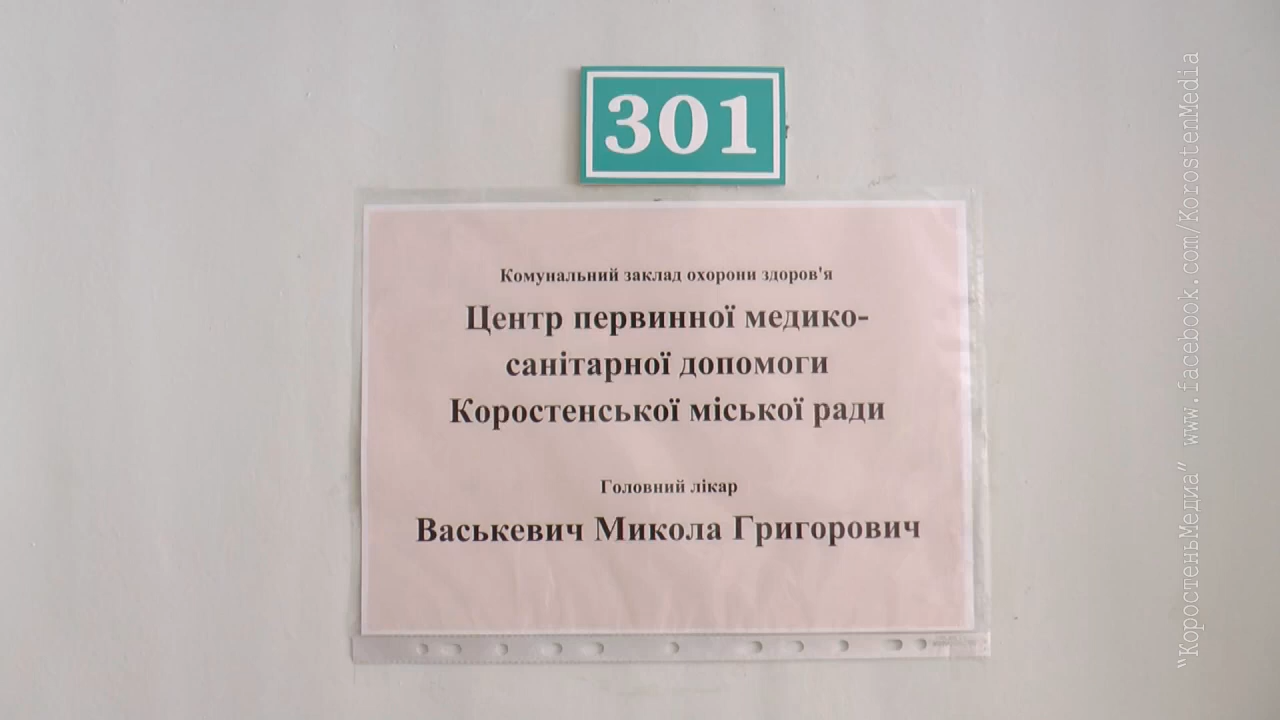 301
Комунальний заклад охорони здоров'я
Центр первинної медико-
санітарної допомоги
Коростенської міської ради
Головний лікар
Васькевич Микола Григорович
"КоростеньМедиа" www.facebook.com/KorostenMedia